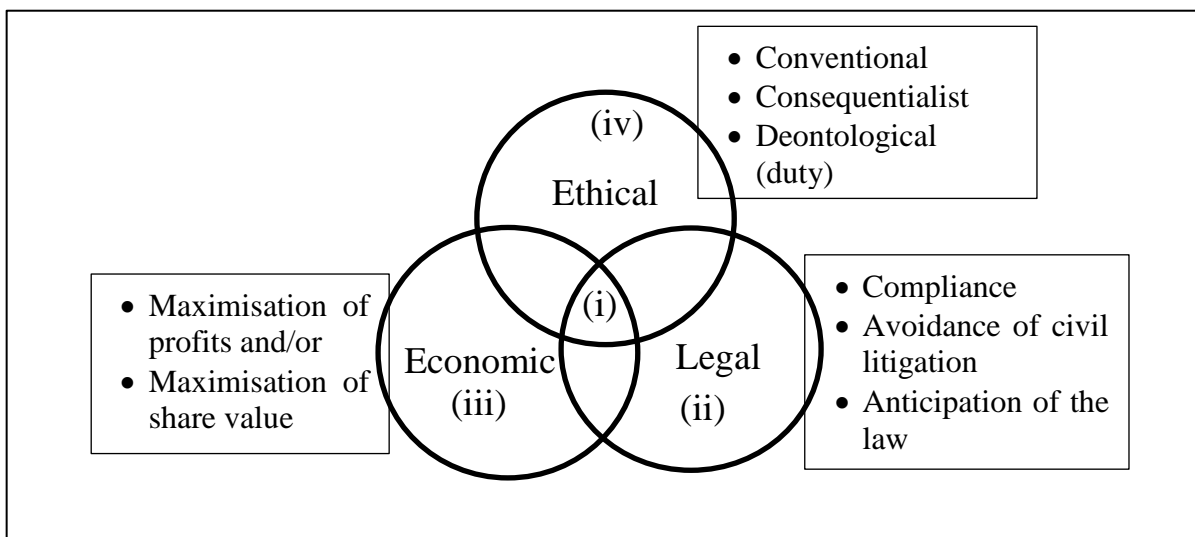 • Conventional
• Consequentialist
• Deontological
(duty)
(iv)
Ethical
(i)
• Maximisation of
profits and/or
• Maximisation of
share value
Economic
(iii)
Legal
(ii)
• Compliance
• Avoidance of civil
litigation
• Anticipation of the
law